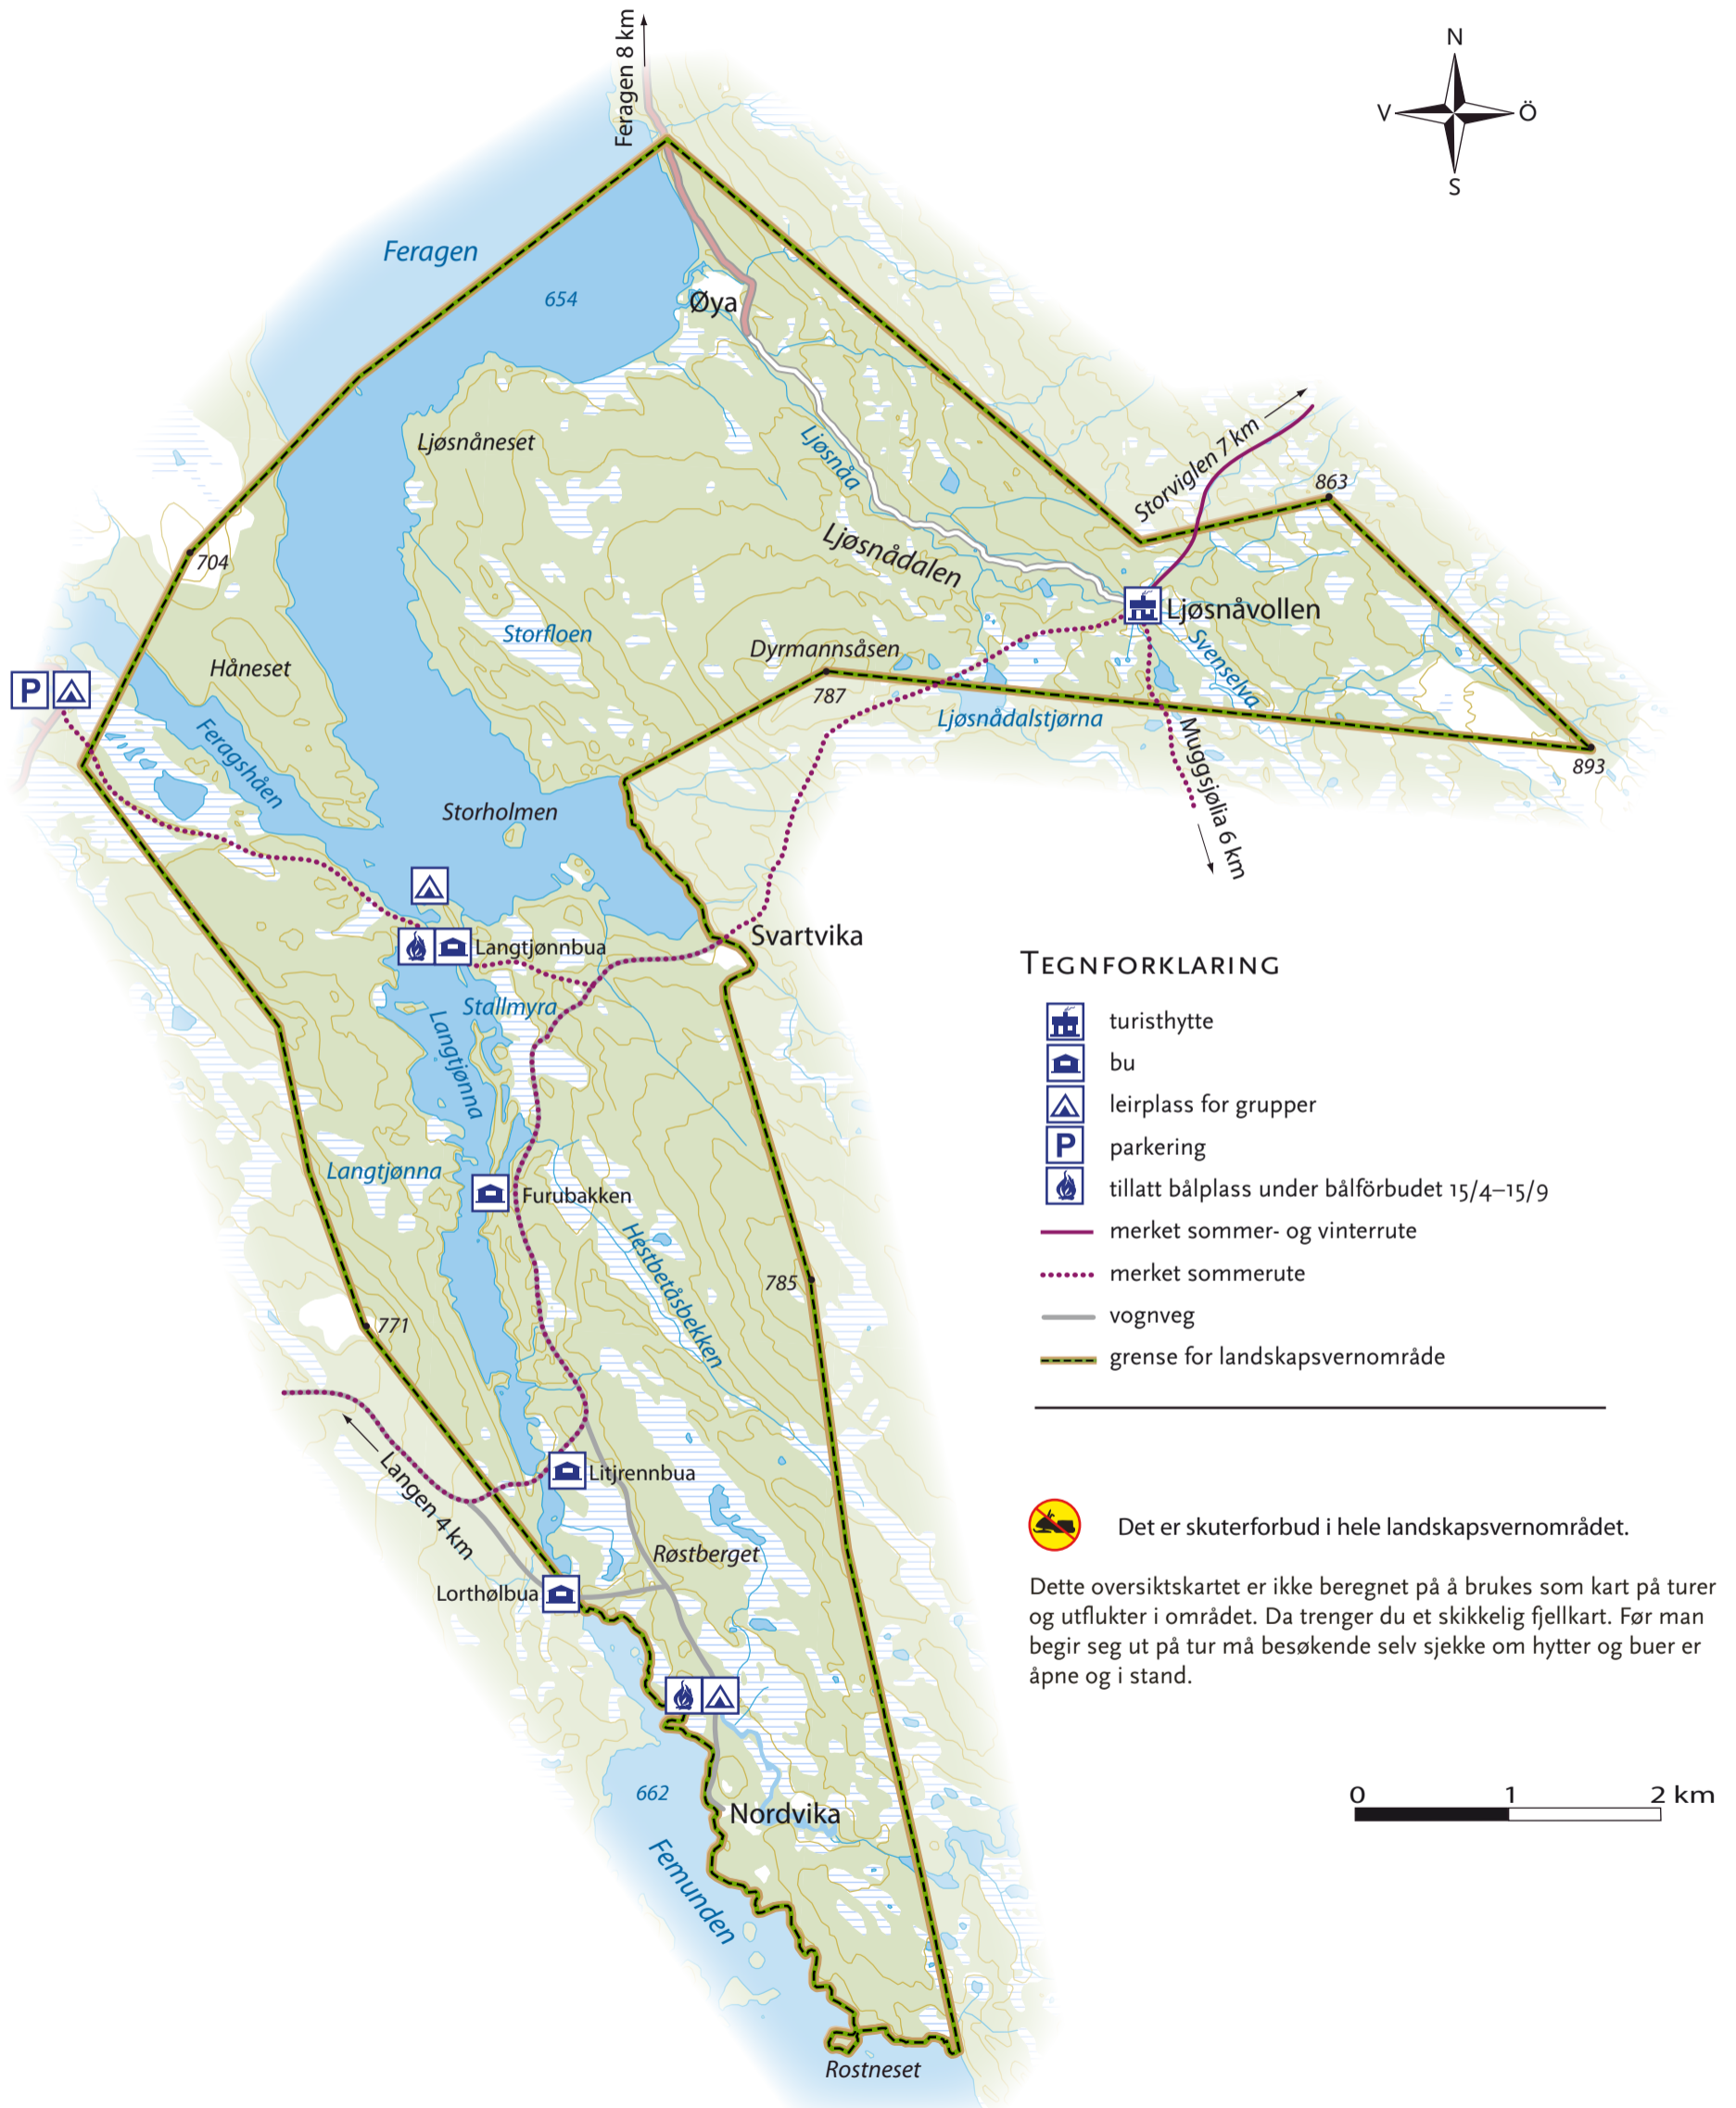 Feragen 8 km
N
V
Ö
S
Feragen
654
Øya
Ljøsnåneset
Ljøsnåa
Storviglen 7 km
863
Ljøsnådalen
704
Ljøsnåvollen
Storfloen
Dyrmannsåsen
Svenselva
Håneset
787
P
Ljøsnådalstjørna
Feragshåen
Muggsjølia 6 km
893
Storholmen
Svartvika
Langtjønnbua
Stallmyra
Langtjønna
Langtjønna
Furubakken
Hestbetåsbekken
785
771
Langen 4 km
Litjrennbua
Røstberget
Lorthølbua
662
Nordvika
Femunden
Rostneset
TEGNFORKLARING
turisthytte
bu
leirplass for grupper
P parkering
tillatt bålplass under bålförbudet 15/4–15/9
merket sommer- og vinterrute
merket sommerute
vognveg
grense for landskapsvernområde
Det er skuterforbud i hele landskapsvernområdet.
Dette oversiktskartet er ikke beregnet på å brukes som kart på turer
og utflukter i området. Da trenger du et skikkelig fjellkart. Før man
begir seg ut på tur må besøkende selv sjekke om hytter og buer er
åpne og i stand.
0 1 2 km